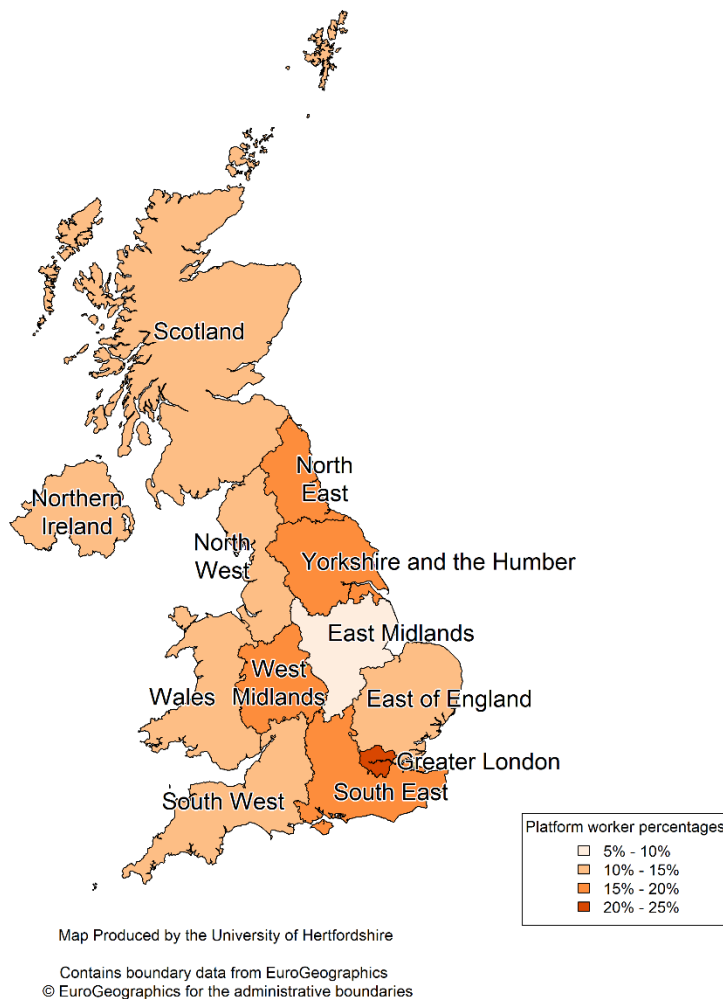 Scotland
North
East
Northern
Ireland
North
West
Yorkshire and the Humber
East Midlands
West
Midlands
Wales
East of England
Greater London
South East
South West
Platform worker percentages
5% - 10%
10% - 15%
15% - 20%
20% - 25%
Map Produced by the University of Hertfordshire
Contains boundary data from EuroGeographics
© EuroGeographics for the administrative boundaries